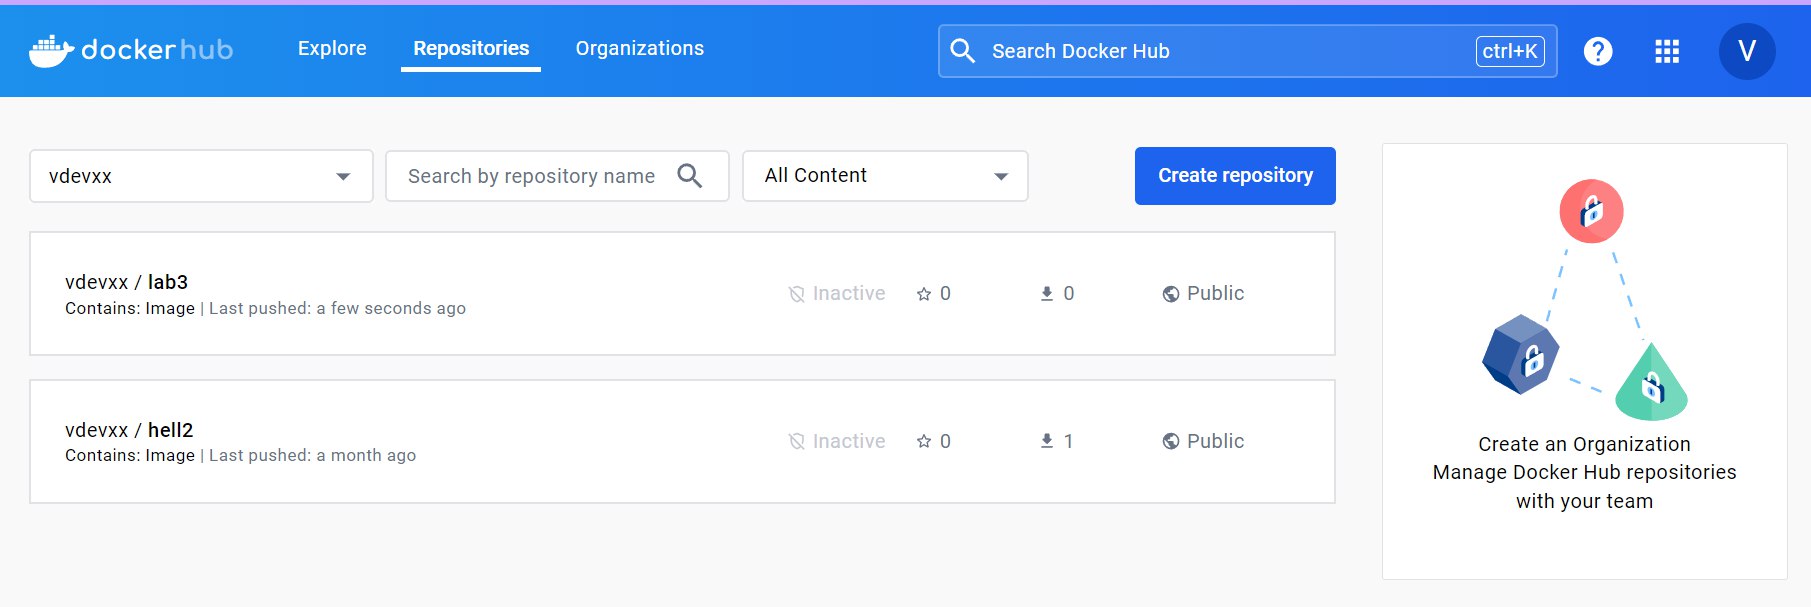 dockerhub Explore Repositories Organizations Search Docker Hub ctrl+K ? V
vdevxx Search by repository name All Content Create repository
vdevxx / lab3
Contains: Image | Last pushed: a few seconds ago
Inactive 0 0 Public
vdevxx / hell2
Contains: Image | Last pushed: a month ago
Inactive 0 1 Public
Create an Organization
Manage Docker Hub repositories
with your team